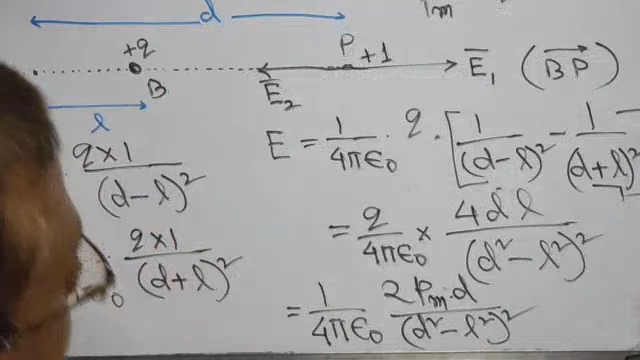 d
1m
+q P +1 E₁ (BP)
B E₂
l
E = 1/4πε₀ · q · [1/(d-l)² - 1/(d+l)²
q×1/(d-l)²
= q/4πε₀ × 4dl/(d²-l²)²
q×1/(d+l)²
0
= 1/4πε₀ 2Pm·d/(d²-l²)²